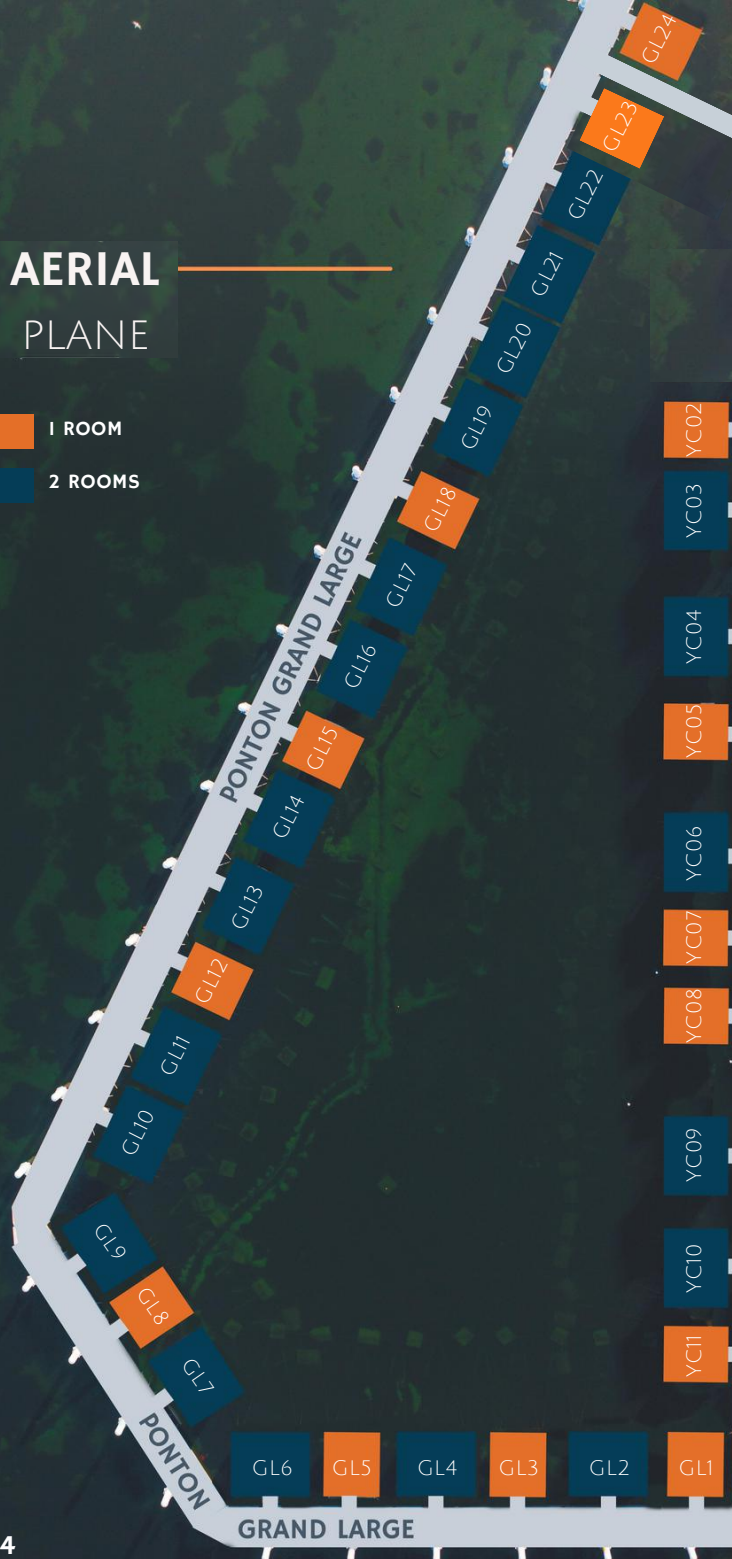 GL24
GL23
GL22
GL21
AERIAL
PLANE
GL20
GL19
1 ROOM
YC02
2 ROOMS
GL18
YC03
PONTON GRAND LARGE
GL17
GL16
YC04
GL15
YC05
GL14
YC06
GL13
YC07
GL12
YC08
GL11
GL10
YC09
GL9
YC10
GL8
YC11
GL7
PONTON
GL6
GL5
GL4
GL3
GL2
GL1
GRAND LARGE
4